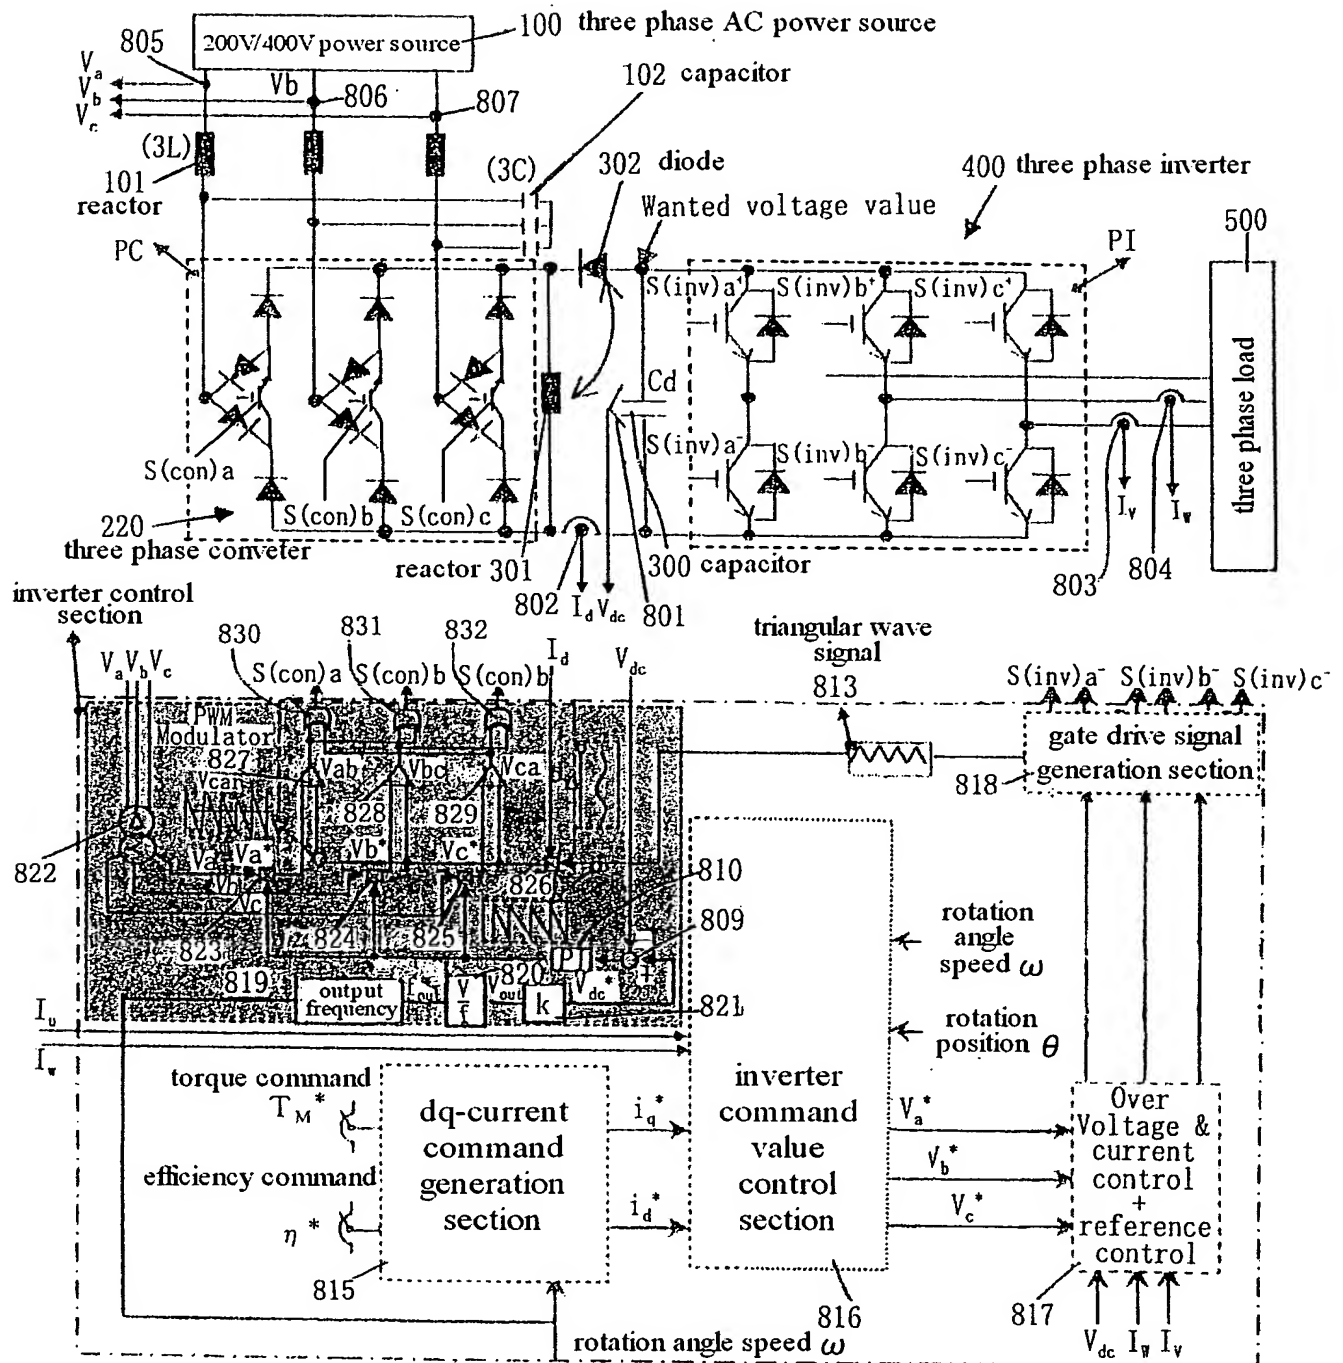 200V/400V power source
100 three phase AC power source
805
Va
Vb
Vc
Vb
806
807
102 capacitor
(3L)
101
reactor
(3C)
302 diode
Wanted voltage value
400 three phase inverter
500
PC
PI
S(inv)a⁺
S(inv)b⁺
S(inv)c⁺
Cd
three phase load
S(inv)a⁻
S(inv)b⁻
S(inv)c⁻
S(con)a
S(con)b
S(con)c
Iv
Iw
220
three phase conveter
reactor 301
802
Id
Vdc
300 capacitor
801
803
804
inverter control
section
830
831
832
triangular wave
signal
813
Va Vb Vc
S(con)a
S(con)b
S(con)b
Id
Vdc
S(inv)a⁻
S(inv)b⁻
S(inv)c⁻
PWM
Modulator
827
Vcan
Vab
Vbc
Vca
828
829
gate drive signal
generation section
818
822
Va
Va*
Vb*
Vc*
Vb
Vc
826
810
809
823
824
825
PI
819
820
output
frequency
V
f
Vout
k
Vdc*
821
rotation
angle
speed ω
rotation
position θ
Iu
Iw
torque command
TM*
efficiency command
η*
dq-current
command
generation
section
iq*
id*
inverter
command
value
control
section
Va*
Vb*
Vc*
Over
Voltage &
current
control
+
reference
control
815
816
817
rotation angle speed ω
Vdc
Iw
Iv